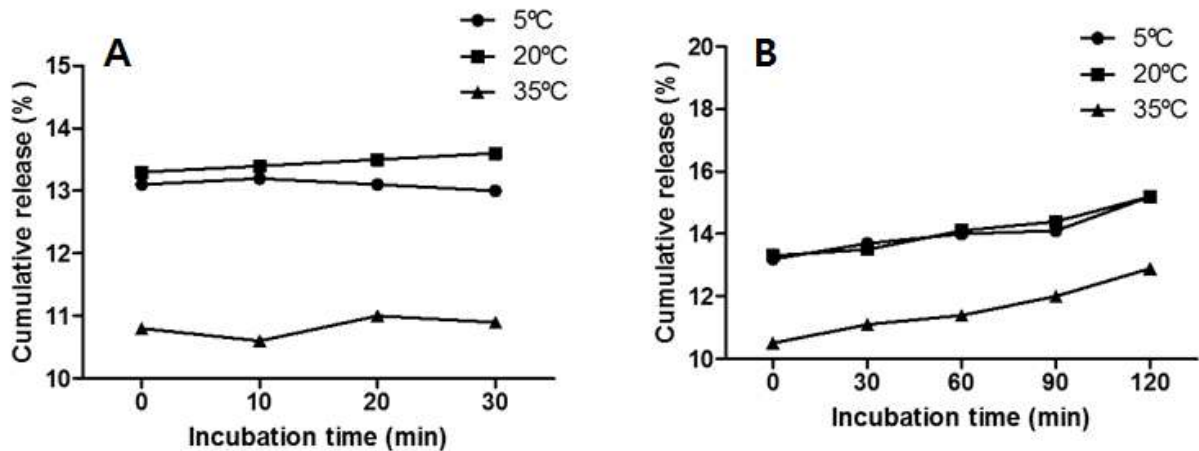 A
5ºC
20ºC
35ºC
Cumulative release (% )
15
14
13
12
11
10
0 10 20 30
Incubation time (min)
B
5ºC
20ºC
35ºC
Cumulative release (%)
20
18
16
14
12
10
0 30 60 90 120
Incubation time (min)